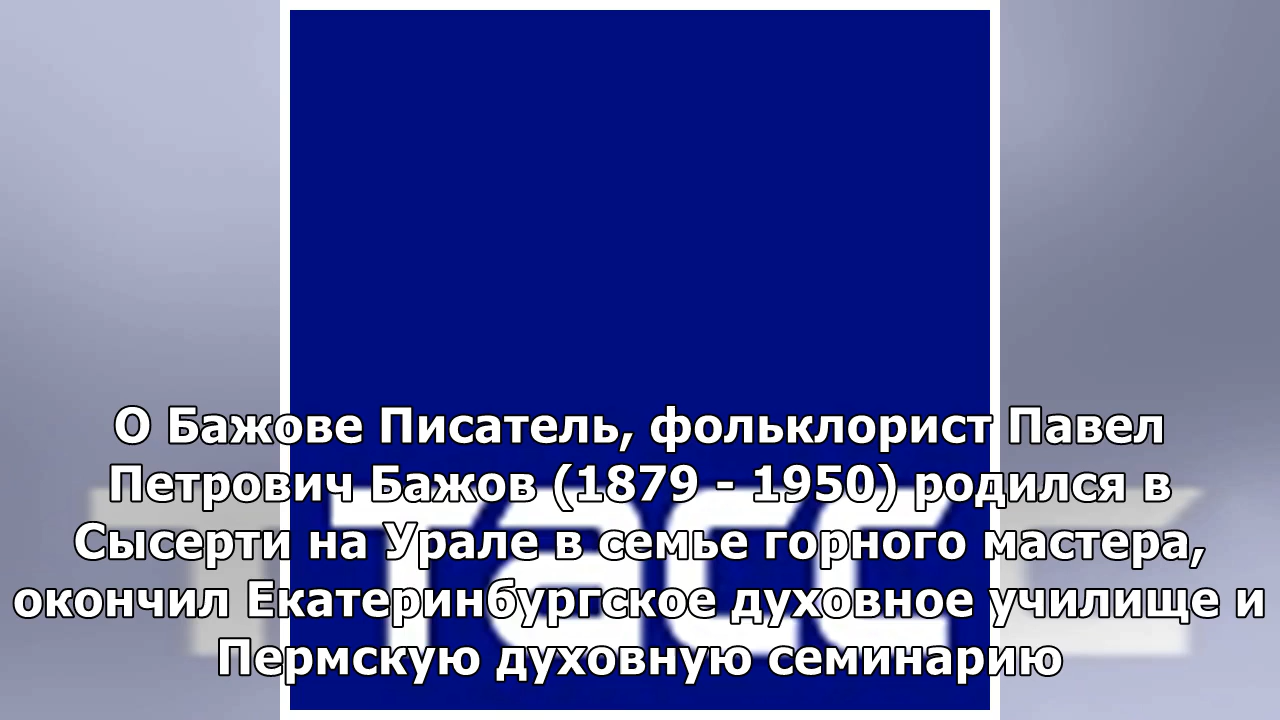 О Бажове Писатель, фольклорист Павел
Петрович Бажов (1879 - 1950) родился в
Сысерти на Урале в семье горного мастера,
окончил Екатеринбургское духовное училище и
Пермскую духовную семинарию
тасс